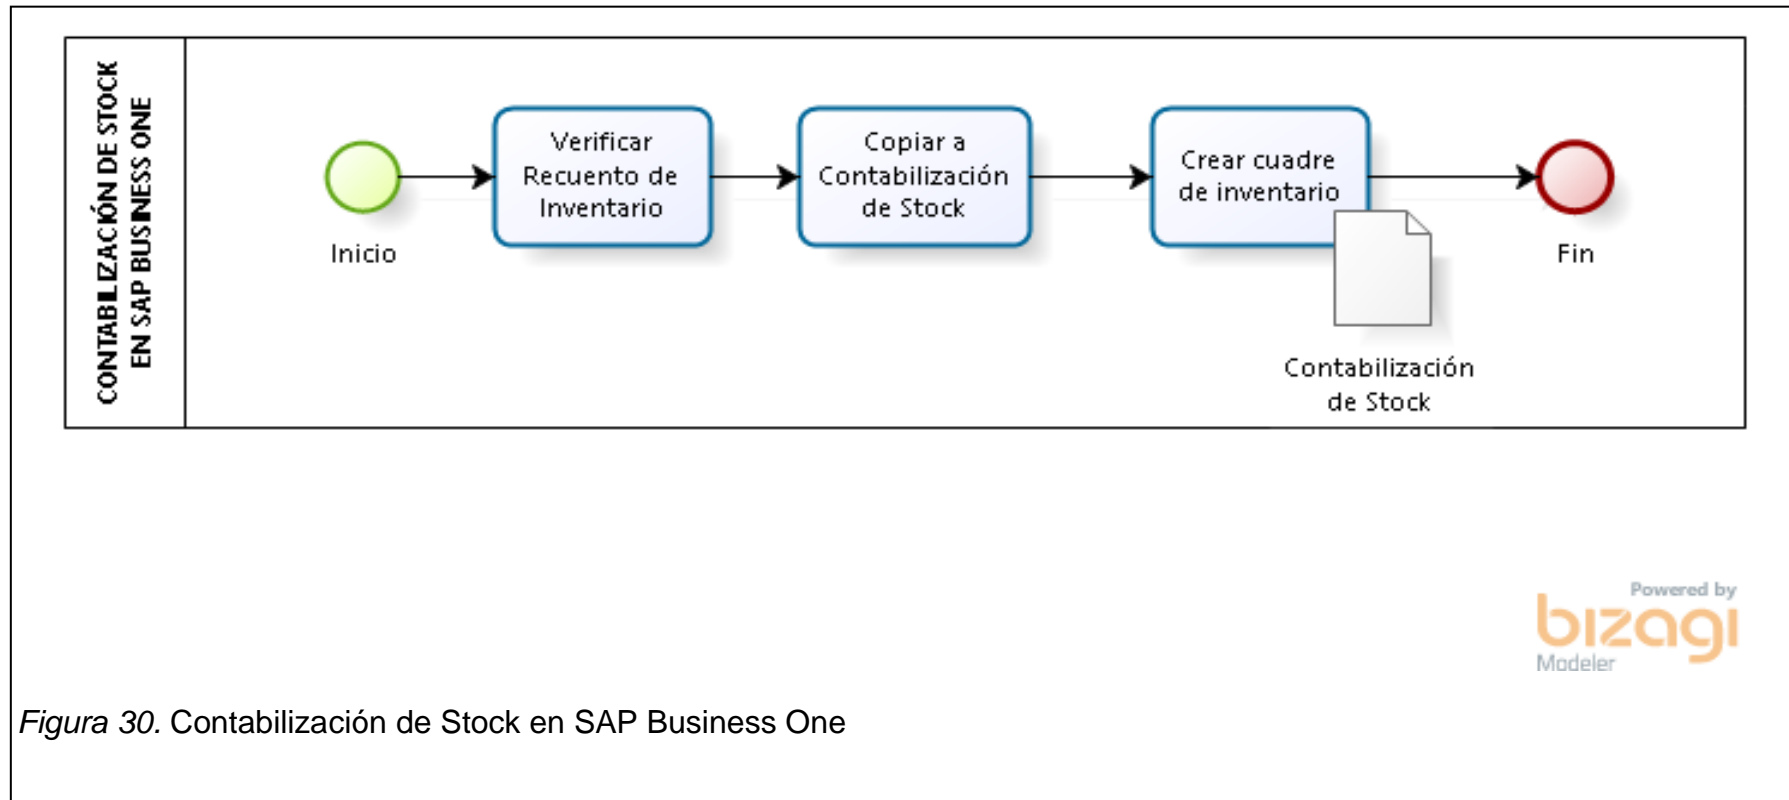 CONTABILIZACIÓN DE STOCK
EN SAP BUSINESS ONE
Inicio
Verificar
Recuento de
Inventario
Copiar a
Contabilización
de Stock
Crear cuadre
de inventario
Contabilización
de Stock
Fin
Powered by
bizagi
Modeler
Figura 30. Contabilización de Stock en SAP Business One